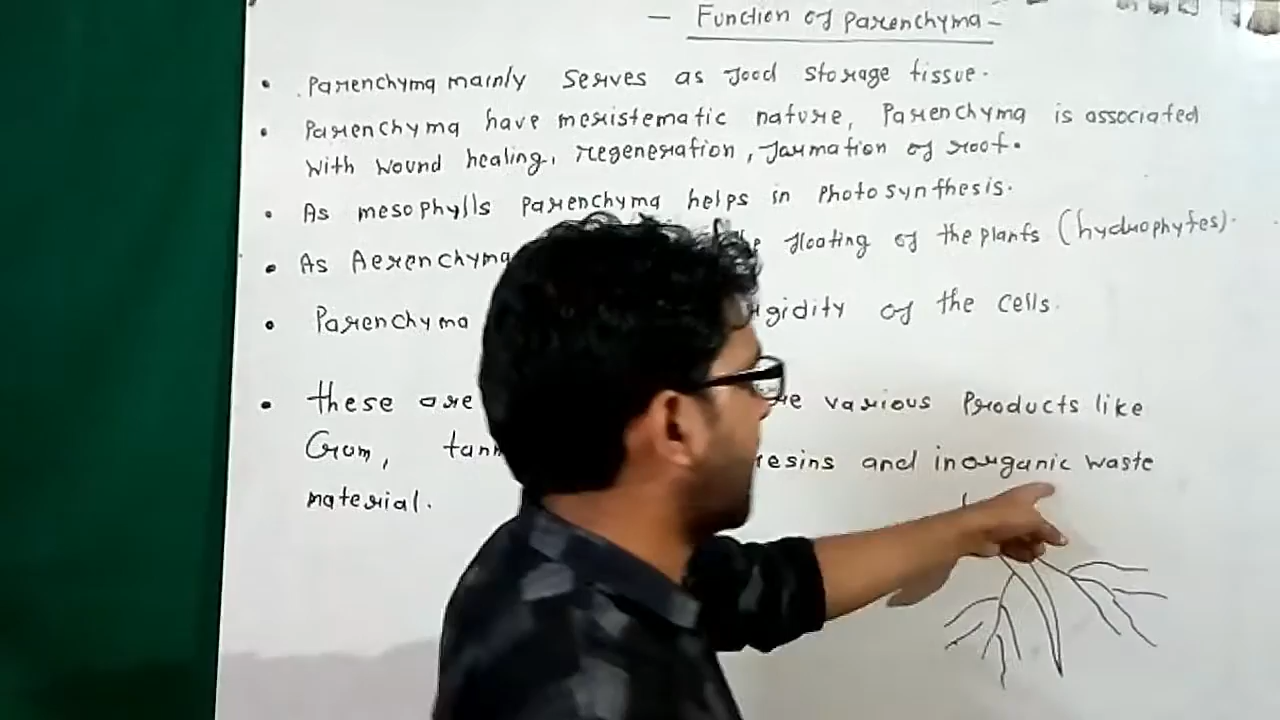 — Function of Parenchyma —
• Parenchyma mainly serves as food storage tissue.
• Parenchyma have meristematic nature, Parenchyma is associated
with wound healing, regeneration, formation of root.
• As mesophylls Parenchyma helps in Photosynthesis.
• As Aerenchyma floating of the plants (hydrophytes).
• Parenchyma of the cells.
• these are various Products like
Gum, resins and inorganic waste
material.